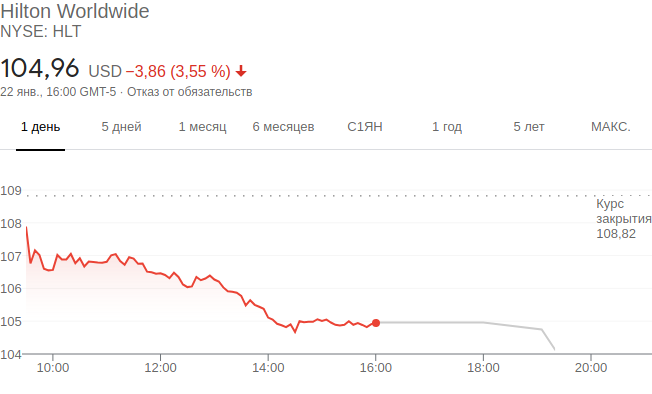 Hilton Worldwide
NYSE: HLT
104,96 USD −3,86 (3,55 %)
22 янв., 16:00 GMT-5 · Отказ от обязательств
1 день 5 дней 1 месяц 6 месяцев С1ЯН 1 год 5 лет МАКС.
109
Курс
закрытия
108,82
108
107
106
105
104
10:00 12:00 14:00 16:00 18:00 20:00